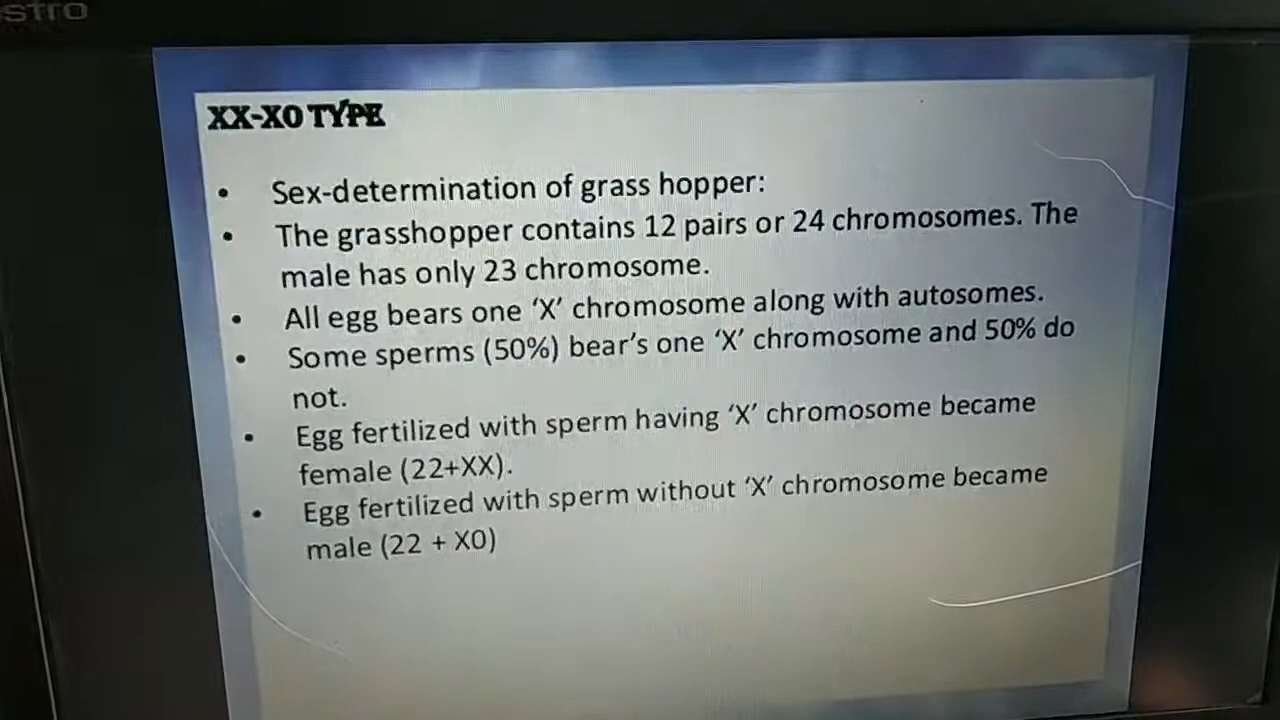 STRO
XX-XO TYPE
• Sex-determination of grass hopper:
• The grasshopper contains 12 pairs or 24 chromosomes. The
male has only 23 chromosome.
• All egg bears one ‘X’ chromosome along with autosomes.
• Some sperms (50%) bear’s one ‘X’ chromosome and 50% do
not.
• Egg fertilized with sperm having ‘X’ chromosome became
female (22+XX).
• Egg fertilized with sperm without ‘X’ chromosome became
male (22 + X0)